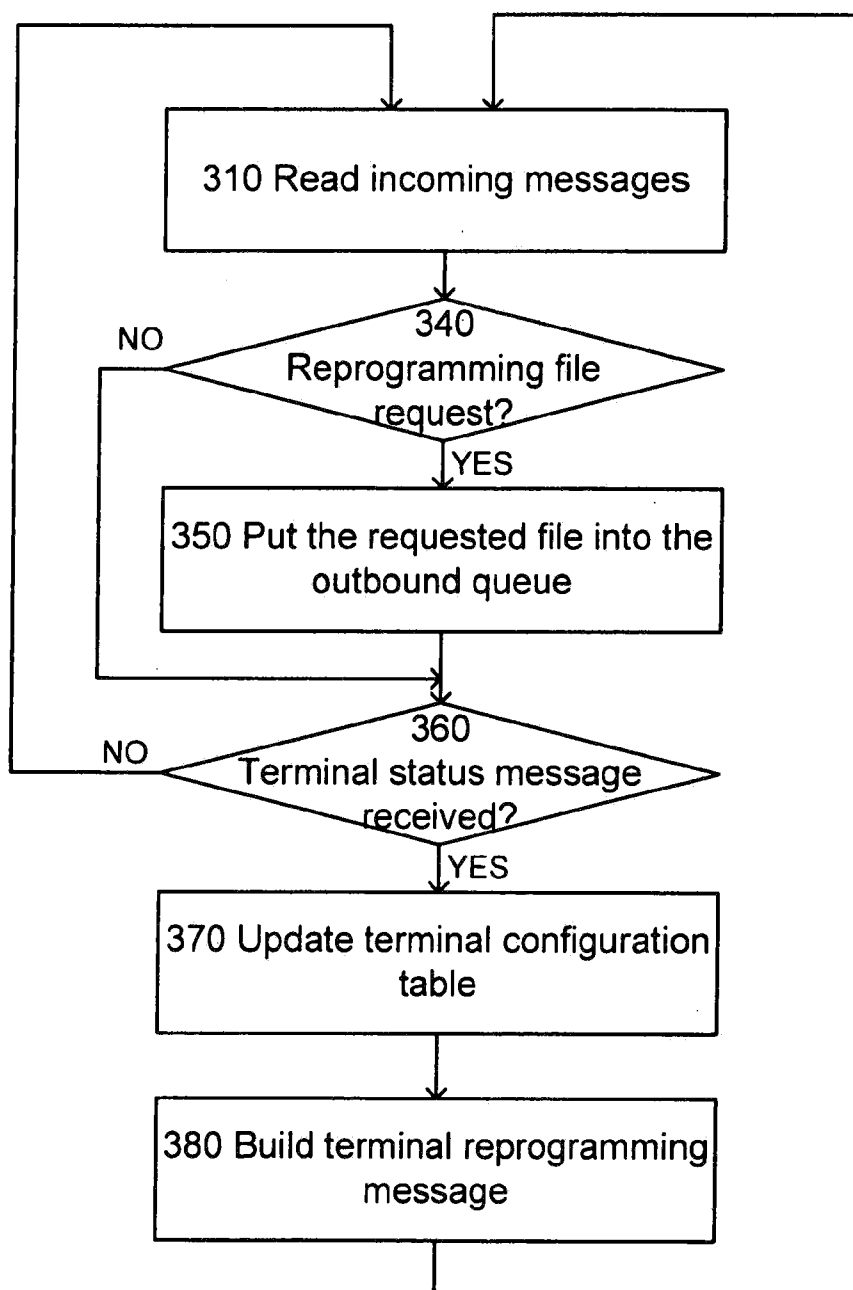 310 Read incoming messages
340
NO
Reprogramming file
request?
YES
350 Put the requested file into the
outbound queue
360
NO
Terminal status message
received?
YES
370 Update terminal configuration
table
380 Build terminal reprogramming
message